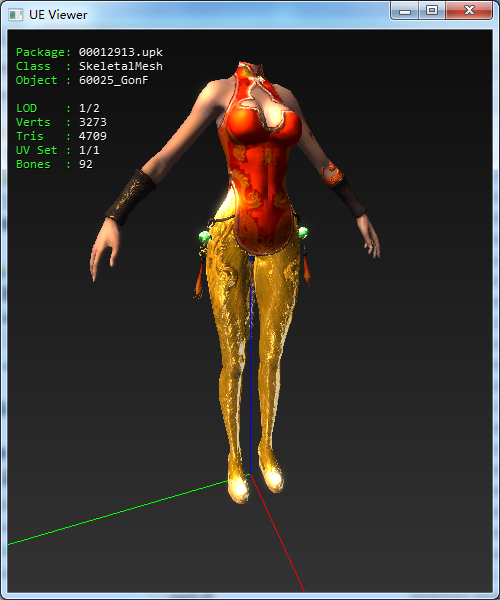 UE Viewer
Package: 00012913.upk
Class  : SkeletalMesh
Object : 60025_GonF
LOD    : 1/2
Verts  : 3273
Tris   : 4709
UV Set : 1/1
Bones  : 92